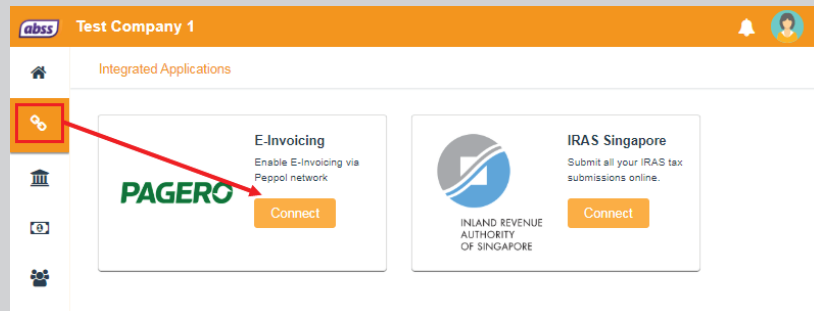 abss
Test Company 1
Integrated Applications
E-Invoicing
Enable E-Invoicing via
Peppol network
PAGERO
Connect
IRAS Singapore
Submit all your IRAS tax
submissions online.
Connect
INLAND REVENUE
AUTHORITY
OF SINGAPORE